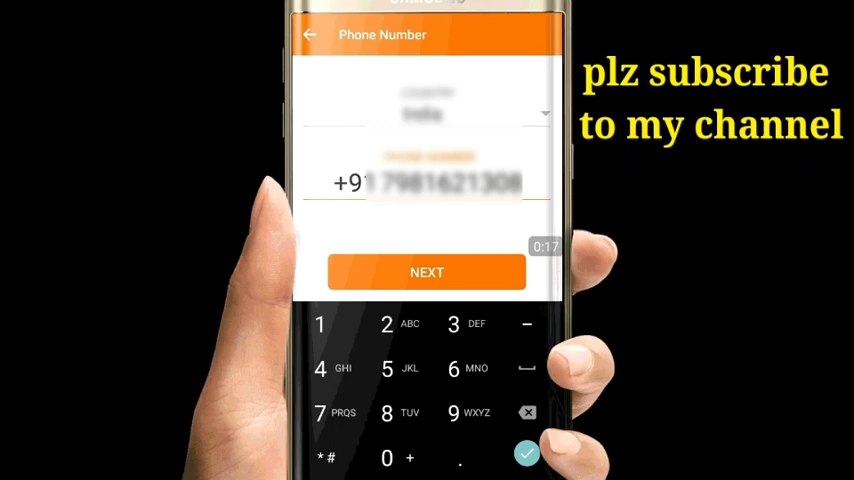 Phone Number
plz subscribe
to my channel
+91
0:17
NEXT
1 2 ABC 3 DEF -
4 GHI 5 JKL 6 MNO
7 PRQS 8 TUV 9 WXYZ
*# 0 + .